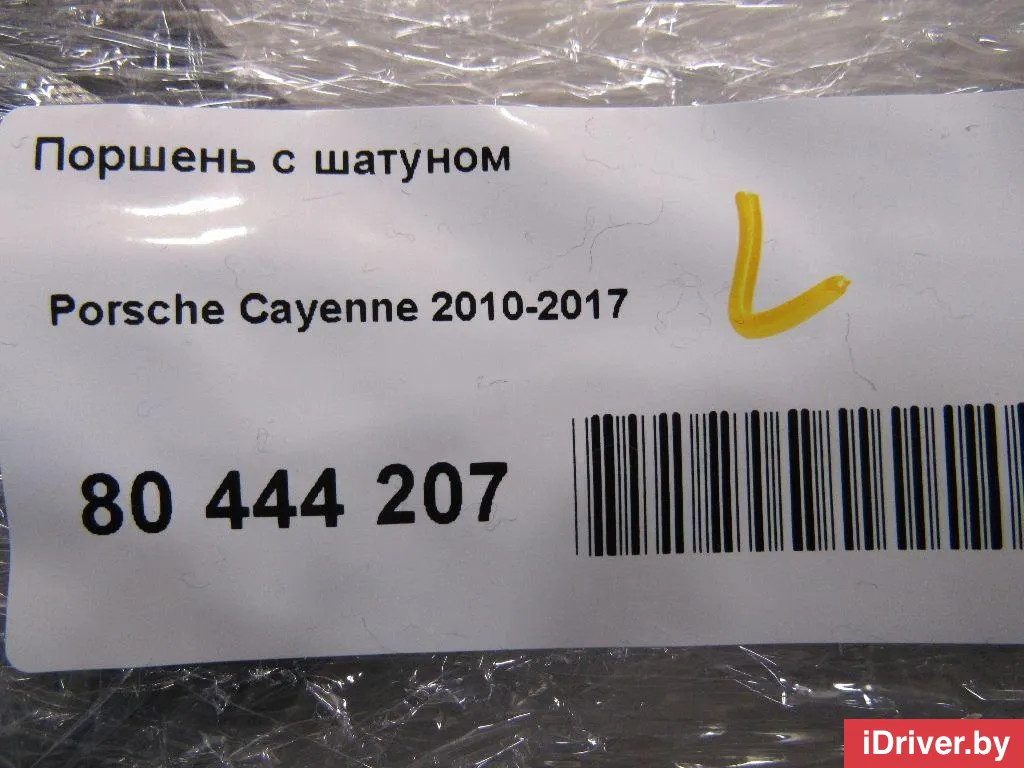 Поршень с шатуном
Porsche Cayenne 2010-2017
80 444 207
iDriver.by